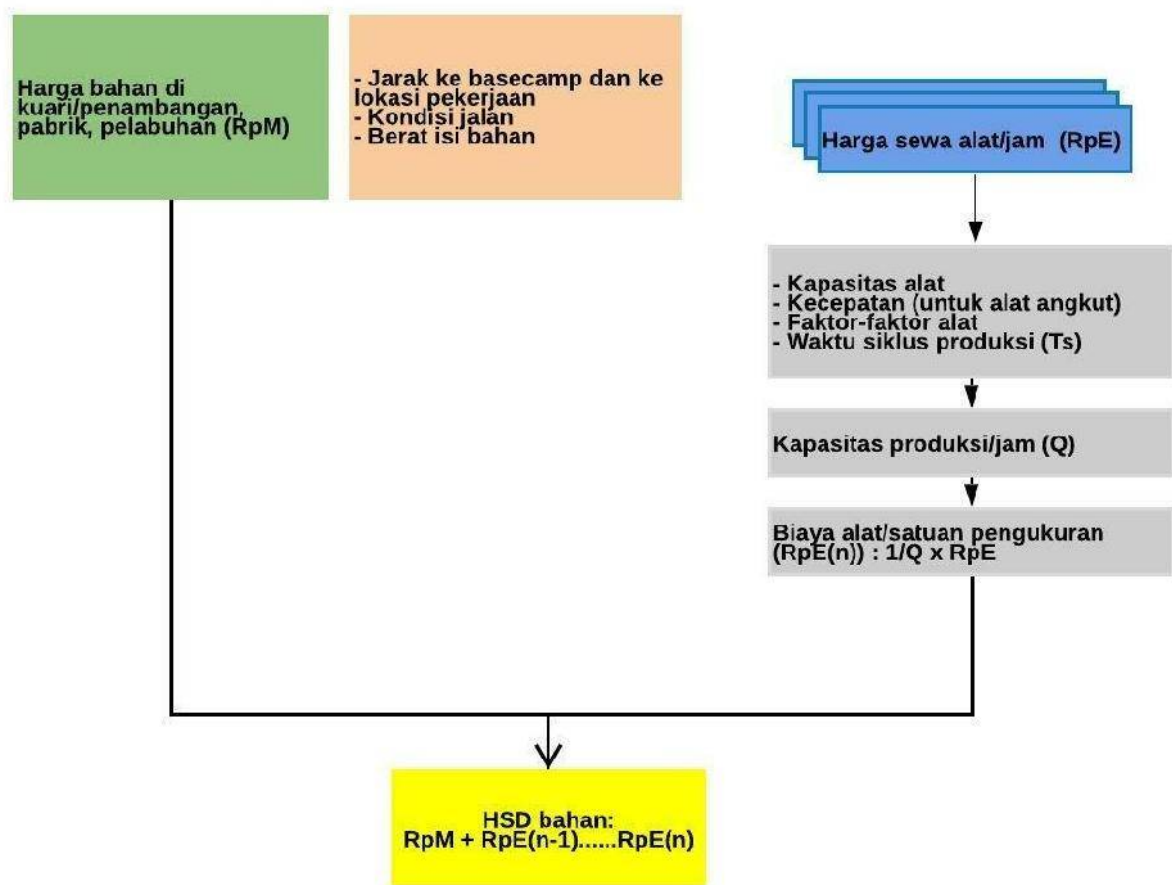 Harga bahan di
kuari/penambangan,
pabrik, pelabuhan (RpM)
- Jarak ke basecamp dan ke
lokasi pekerjaan
- Kondisi jalan
- Berat isi bahan
Harga sewa alat/jam (RpE)
- Kapasitas alat
- Kecepatan (untuk alat angkut)
- Faktor-faktor alat
- Waktu siklus produksi (Ts)
Kapasitas produksi/jam (Q)
Biaya alat/satuan pengukuran
(RpE(n)) : 1/Q x RpE
HSD bahan:
RpM + RpE(n-1)......RpE(n)